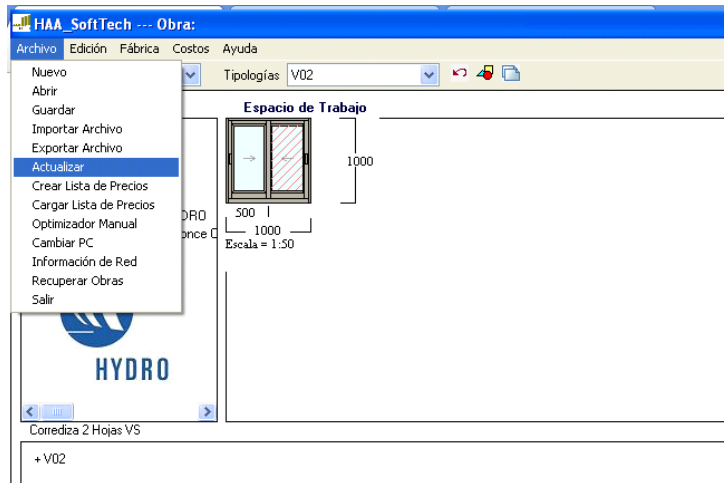 HAA_SoftTech --- Obra:
Archivo Edición Fábrica Costos Ayuda
Tipologías V02
Nuevo
Abrir
Guardar
Importar Archivo
Exportar Archivo
Actualizar
Crear Lista de Precios
Cargar Lista de Precios
Optimizador Manual
Cambiar PC
Información de Red
Recuperar Obras
Salir
DRO
once
HYDRO
Corrediza 2 Hojas VS
Espacio de Trabajo
1000
500
1000
Escala = 1:50
+ V02